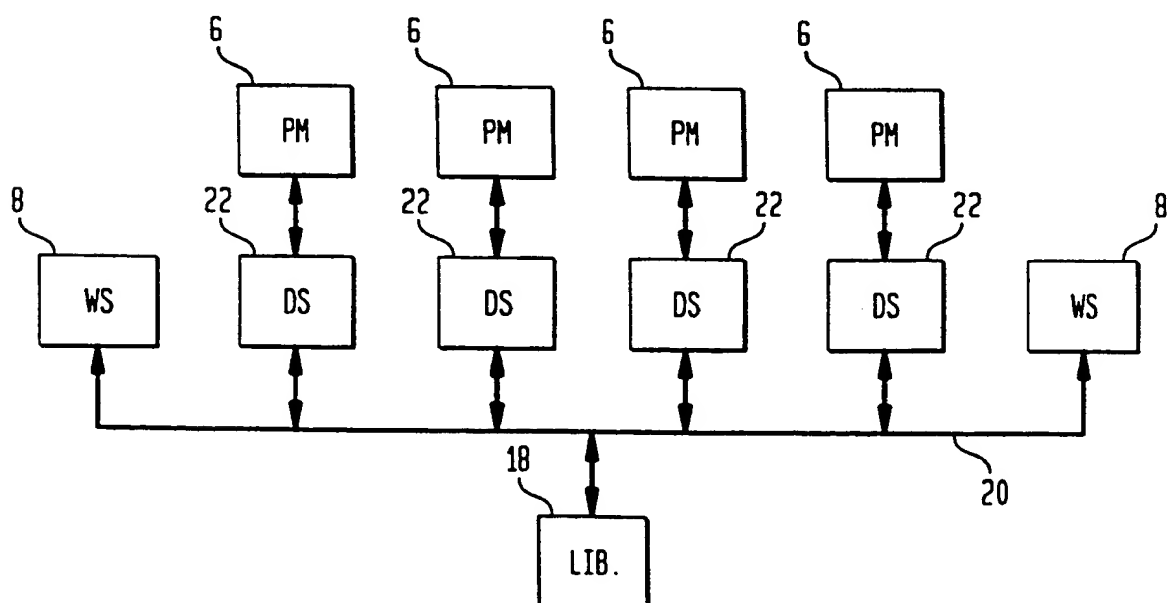 6 6 6 6
PM PM PM PM
8 22 22 22 22 8
WS DS DS DS DS WS
18 20
LIB.